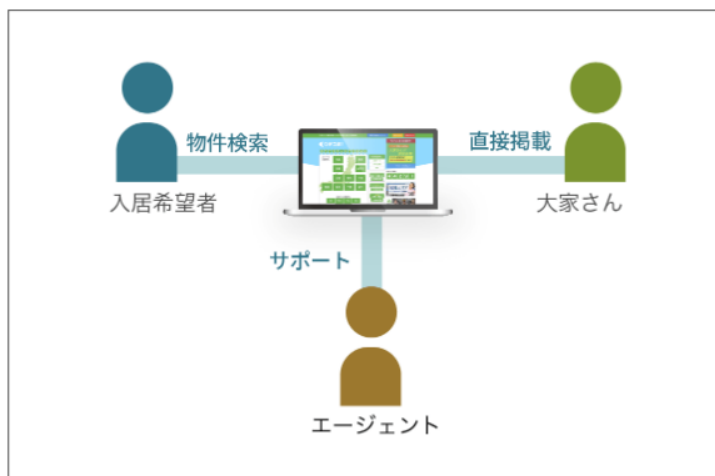 物件検索
直接掲載
入居希望者
大家さん
サポート
エージェント